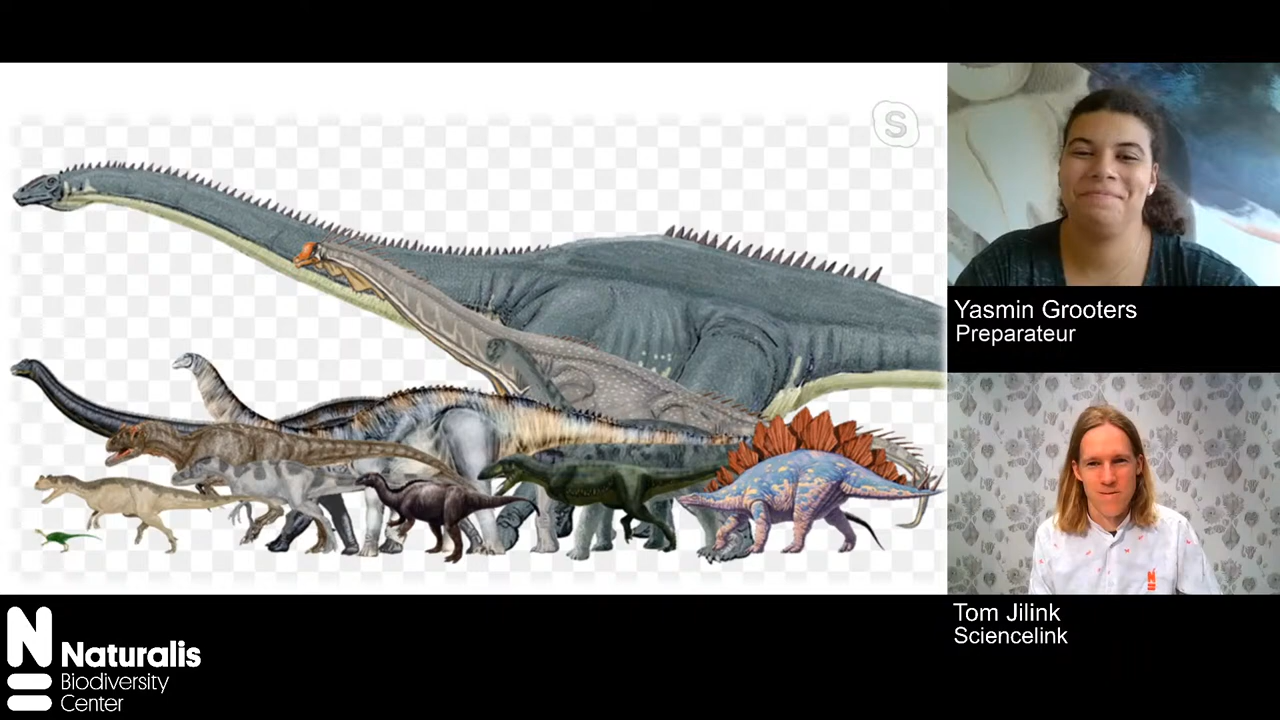 S
Yasmin Grooters
Preparateur
Tom Jilink
Sciencelink
N
Naturalis
Biodiversity
Center